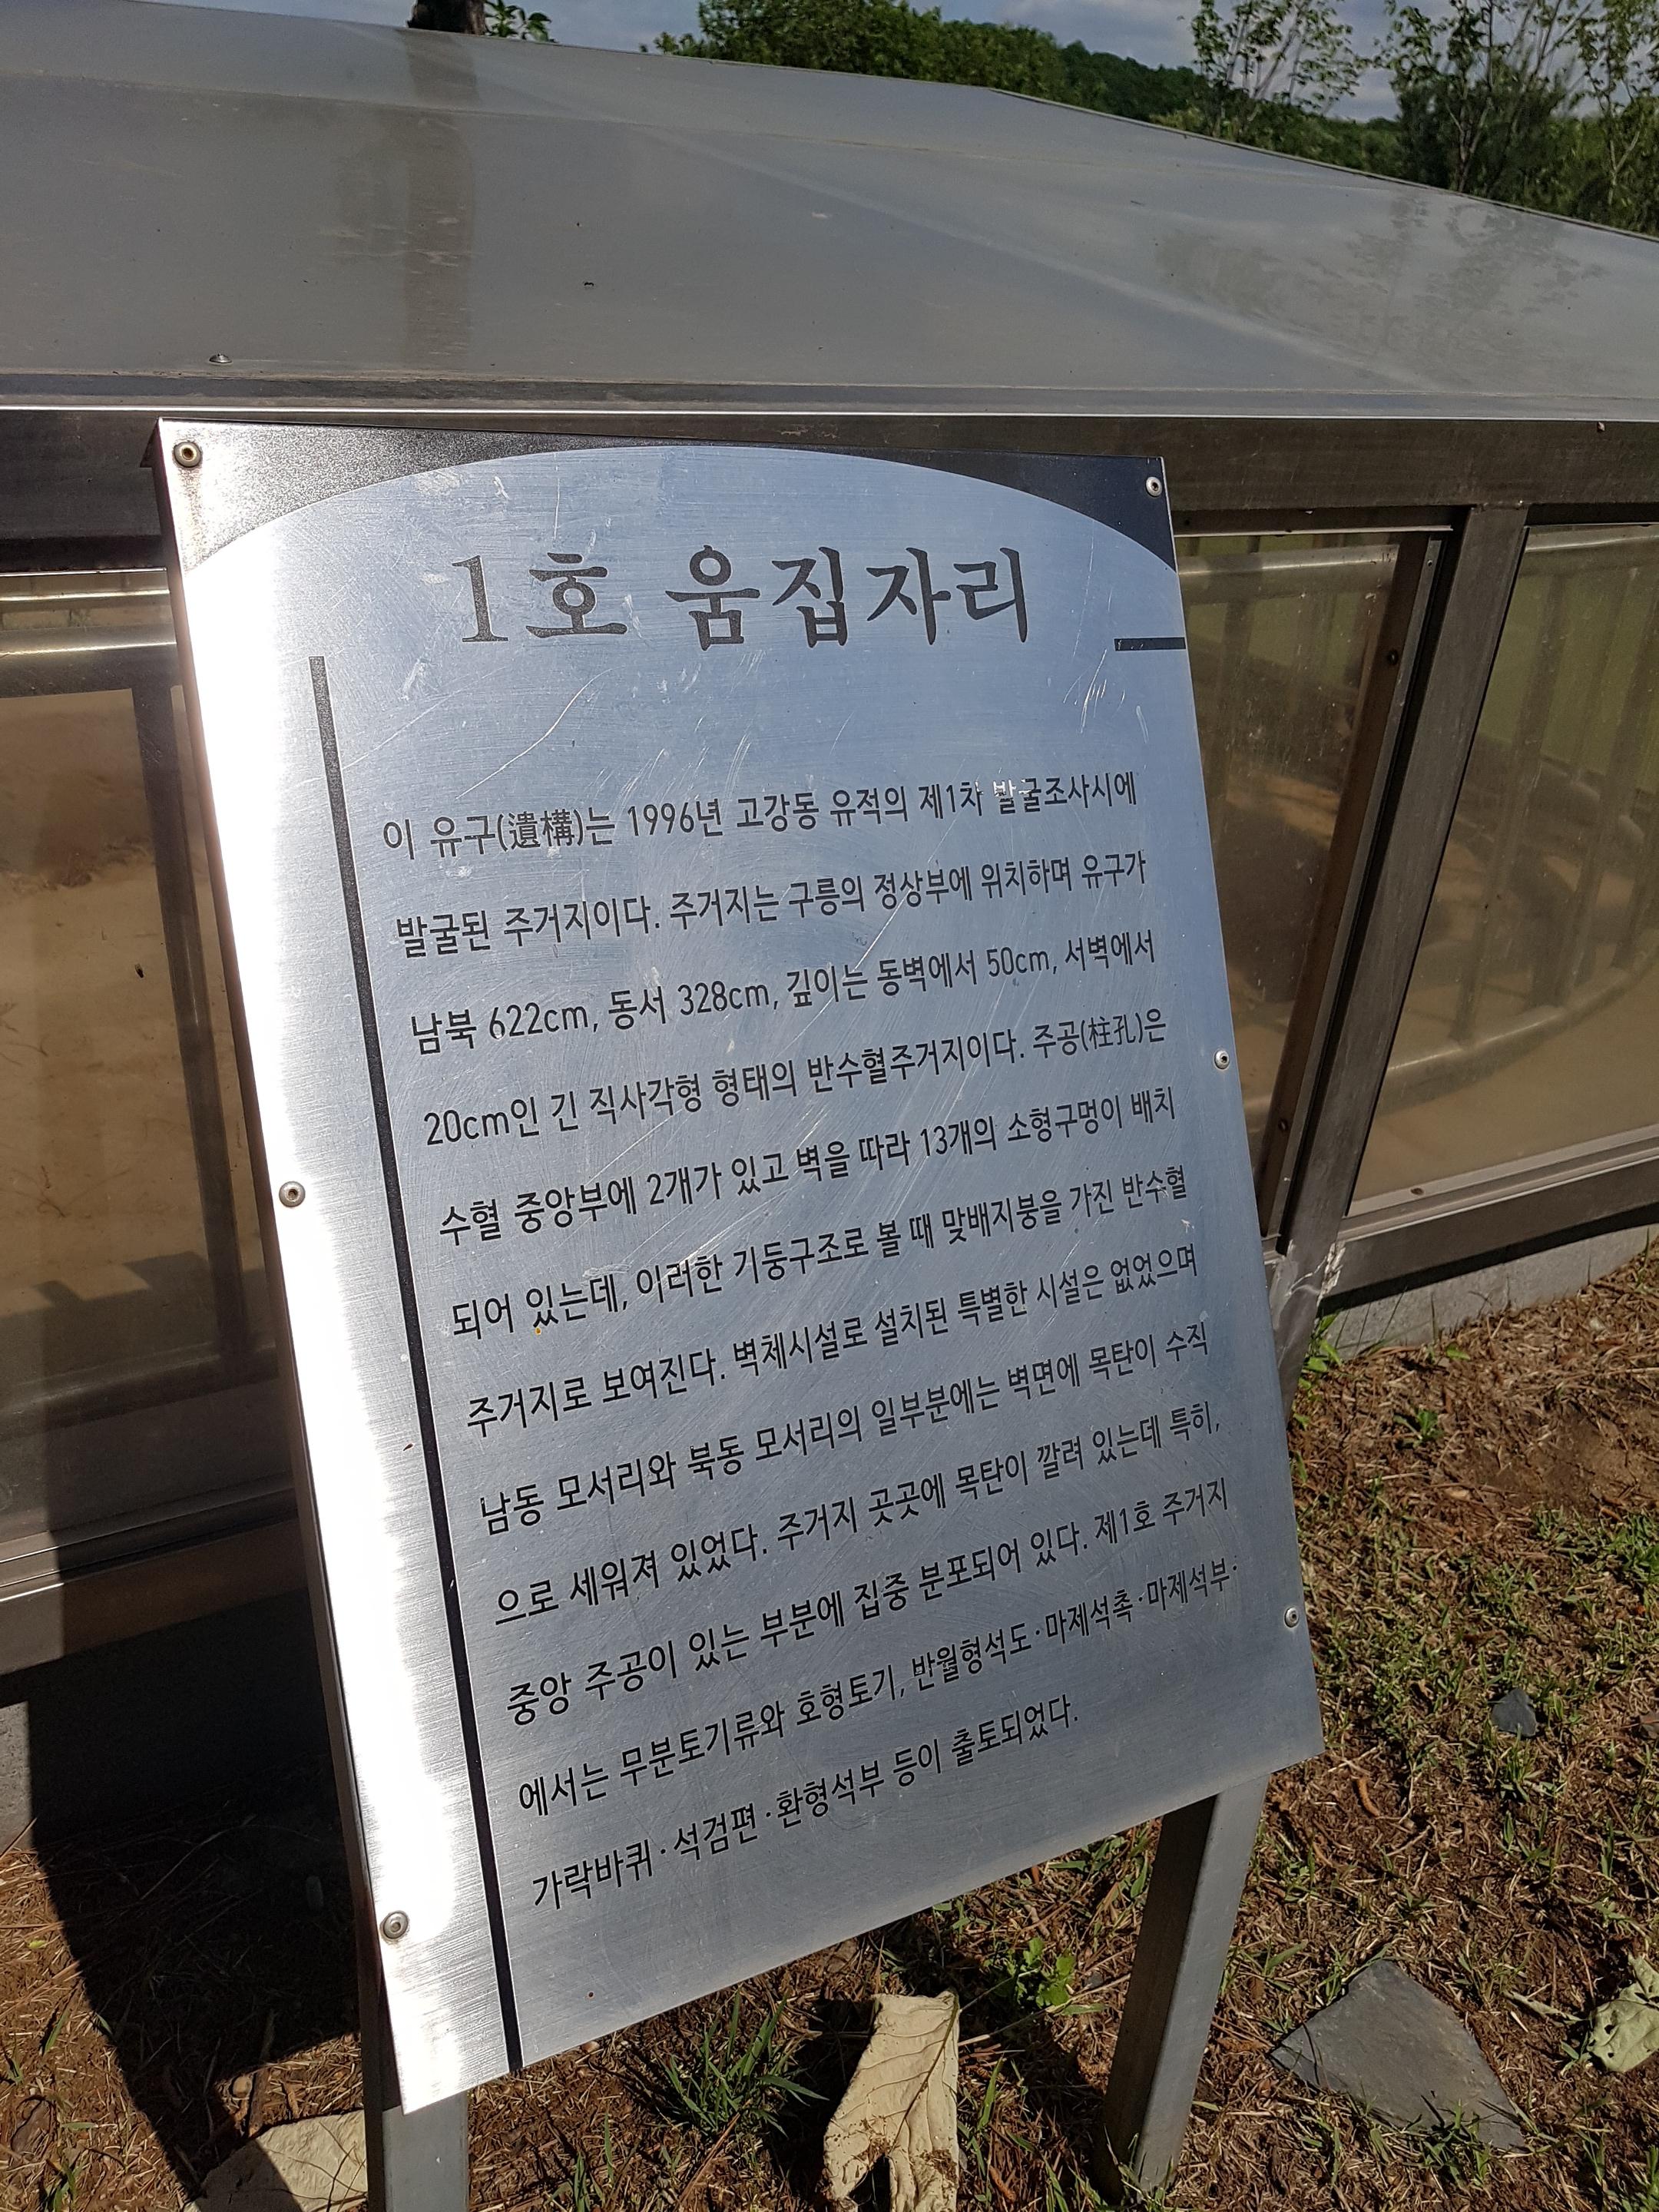 1호 움집자리
이 유구(遺構)는 1996년 고강동 유적의 제1차 발굴조사시에
발굴된 주거지이다. 주거지는 구릉의 정상부에 위치하며 유구가
남북 622cm, 동서 328cm, 깊이는 동벽에서 50cm, 서벽에서
20cm인 긴 직사각형 형태의 반수혈주거지이다. 주공(柱孔)은
수혈 중앙부에 2개가 있고 벽을 따라 13개의 소형구멍이 배치
되어 있는데, 이러한 기둥구조로 볼 때 맞배지붕을 가진 반수혈
주거지로 보여진다. 벽체시설로 설치된 특별한 시설은 없었으며
남동 모서리와 북동 모서리의 일부분에는 벽면에 목탄이 수직
으로 세워져 있었다. 주거지 곳곳에 목탄이 깔려 있는데 특히,
중앙 주공이 있는 부분에 집중 분포되어 있다. 제1호 주거지
에서는 무분토기류와 호형토기, 반월형석도·마제석촉·마제석부·
가락바퀴·석검편·환형석부 등이 출토되었다.